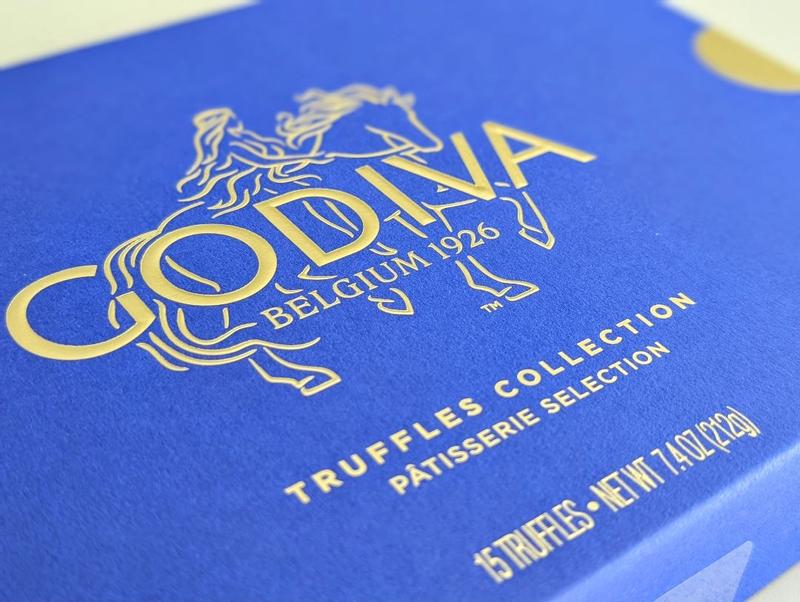 GODIVA
BELGIUM 1926
TM
TRUFFLES COLLECTION
PÂTISSERIE SELECTION
15 TRUFFLES • NET WT 7.4 OZ (212g)